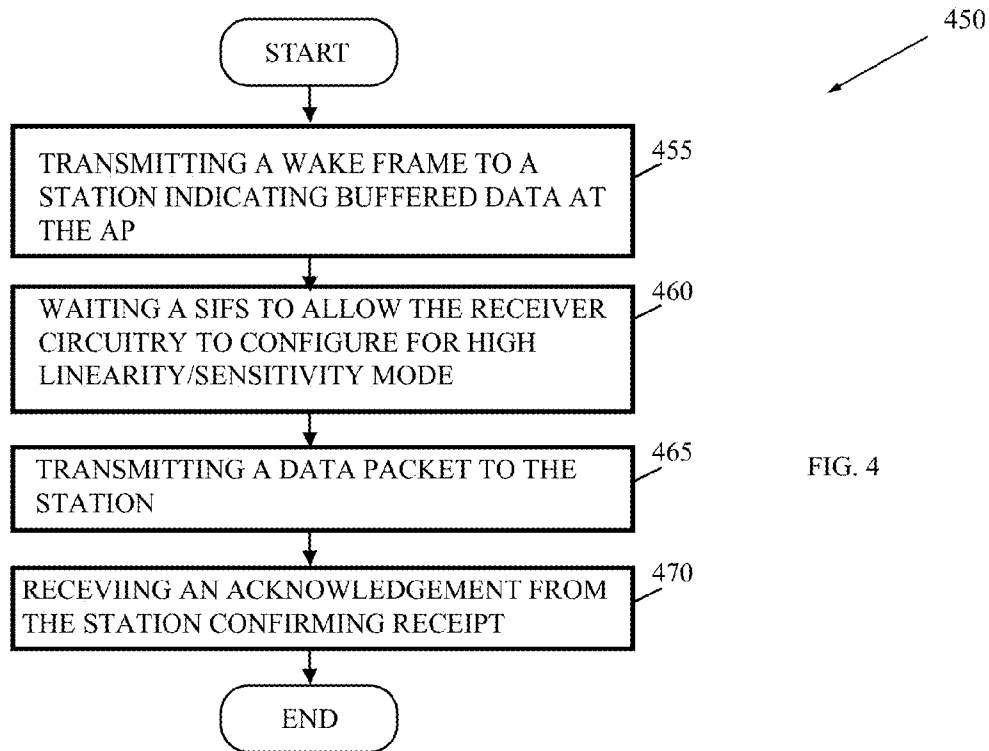 450
START
TRANSMITTING A WAKE FRAME TO A
STATION INDICATING BUFFERED DATA AT
THE AP
455
WAITING A SIFS TO ALLOW THE RECEIVER
CIRCUITRY TO CONFIGURE FOR HIGH
LINEARITY/SENSITIVITY MODE
460
TRANSMITTING A DATA PACKET TO THE
STATION
465
FIG. 4
RECEVIING AN ACKNOWLEDGEMENT FROM
THE STATION CONFIRMING RECEIPT
470
END